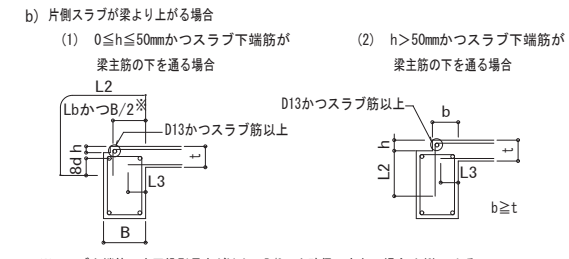 b) 片側スラブが梁より上がる場合
(1) 0≦h≦50mmかつスラブ下端筋が
梁主筋の下を通る場合
(2) h>50mmかつスラブ下端筋が
梁主筋の下を通る場合
L2
LbかつB/2※
D13かつスラブ筋以上
h
8d
t
L3
B
D13かつスラブ筋以上
b
h
L2
t
L3
b≧t